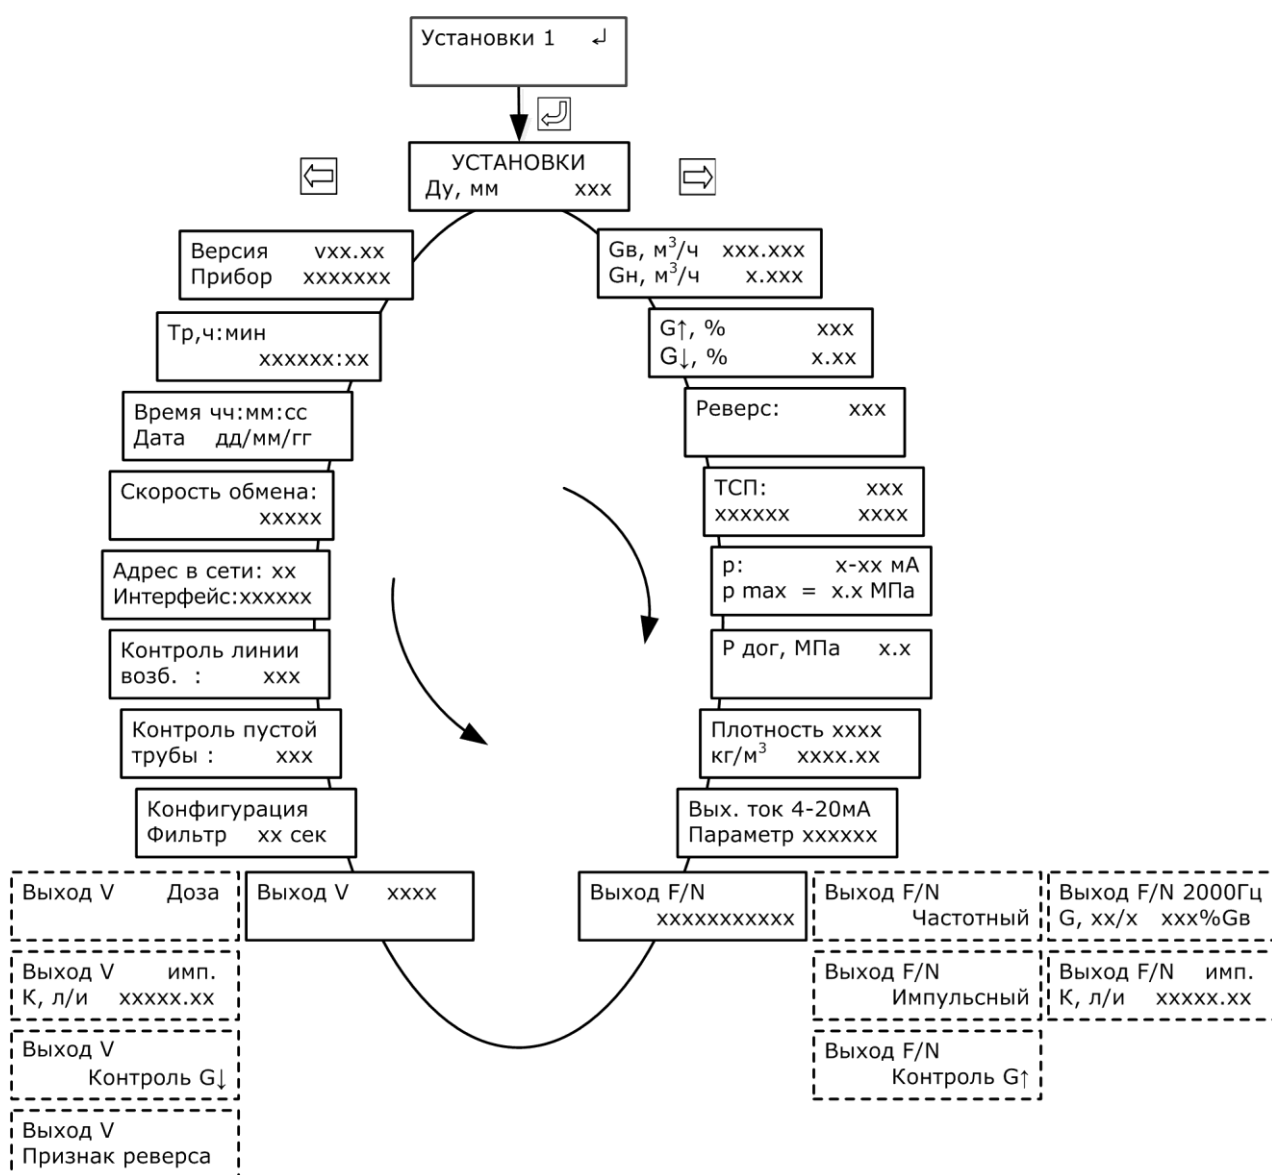 Установки 1 ↲
УСТАНОВКИ
Ду, мм xxx
Версия vxx.xx
Прибор xxxxxxx
Gв, м³/ч xxx.xxx
Gн, м³/ч x.xxx
Тр,ч:мин
xxxxxx:xx
G↑, % xxx
G↓, % x.xx
Время чч:мм:сс
Дата дд/мм/гг
Реверс: xxx
Скорость обмена:
xxxxx
ТСП: xxx
xxxxxx xxxx
Адрес в сети: xx
Интерфейс:xxxxxx
p: x-xx мА
p max = x.x МПа
Контроль линии
возб. : xxx
Р дог, МПа x.x
Контроль пустой
трубы : xxx
Плотность xxxx
кг/м³ xxxx.xx
Конфигурация
Фильтр xx сек
Вых. ток 4-20мА
Параметр xxxxxx
Выход V Доза
Выход V xxxx
Выход F/N
xxxxxxxxxxx
Выход F/N
Частотный
Выход F/N 2000Гц
G, xx/x xxx%Gв
Выход V имп.
К, л/и xxxxx.xx
Выход F/N
Импульсный
Выход F/N имп.
К, л/и xxxxx.xx
Выход V
Контроль G↓
Выход F/N
Контроль G↑
Выход V
Признак реверса